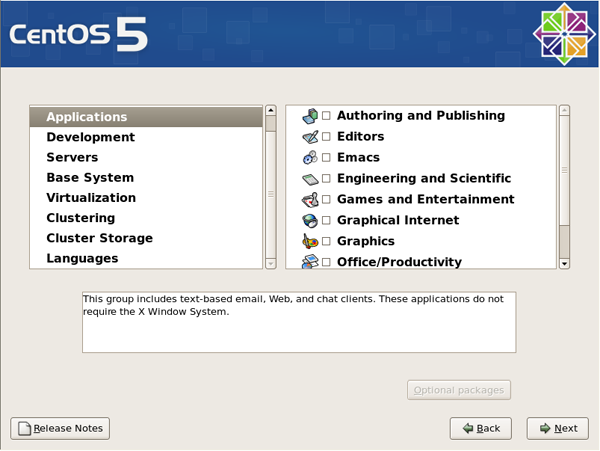 CentOS 5
Applications
Development
Servers
Base System
Virtualization
Clustering
Cluster Storage
Languages
Authoring and Publishing
Editors
Emacs
Engineering and Scientific
Games and Entertainment
Graphical Internet
Graphics
Office/Productivity
This group includes text-based email, Web, and chat clients. These applications do not
require the X Window System.
Optional packages
Release Notes
Back
Next